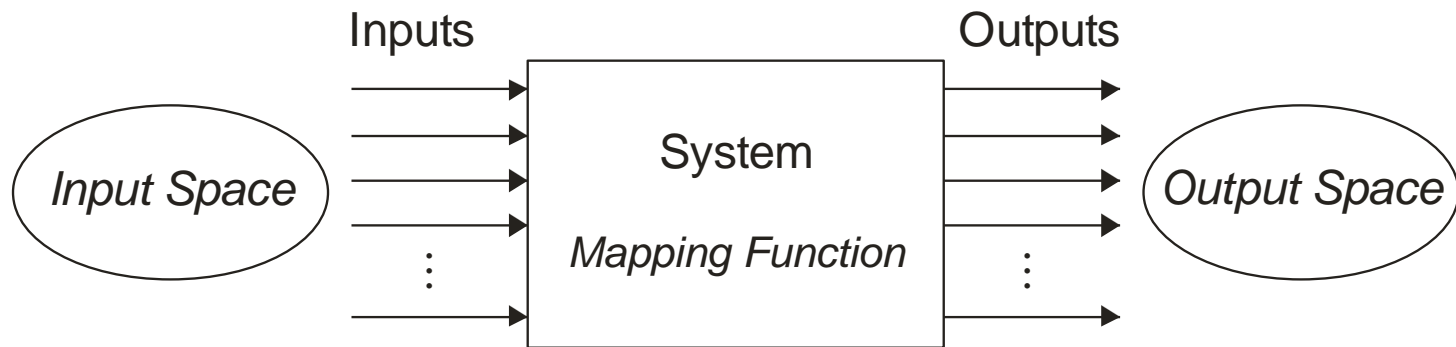 Inputs
Outputs
Input Space
System
Mapping Function
Output Space